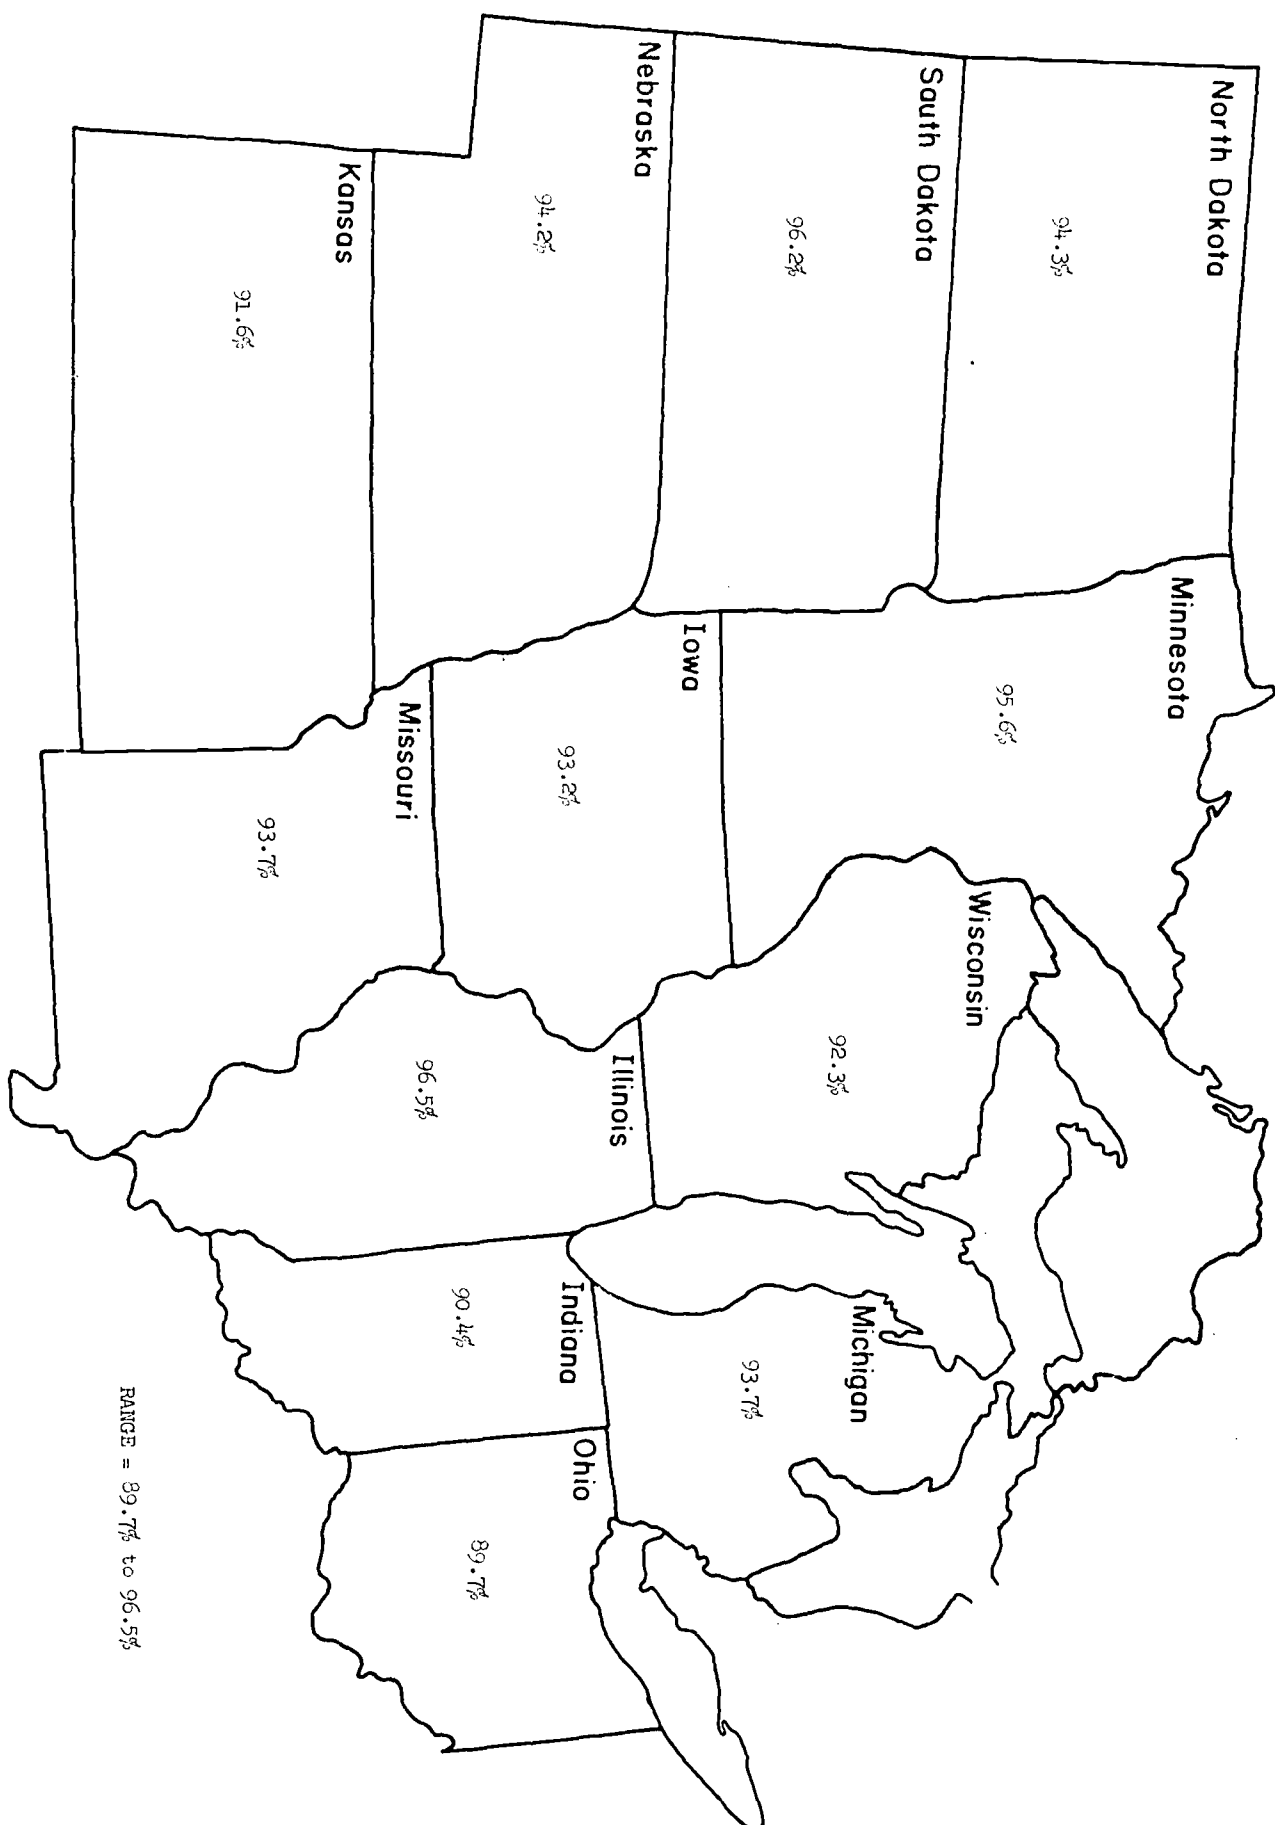 North Dakota
94.3%
Minnesota
95.6%
South Dakota
96.2%
Wisconsin
92.3%
Michigan
93.7%
Nebraska
94.2%
Iowa
93.2%
Illinois
96.5%
Indiana
90.4%
Ohio
89.7%
Kansas
91.6%
Missouri
93.7%
RANGE = 89.7% to 96.5%